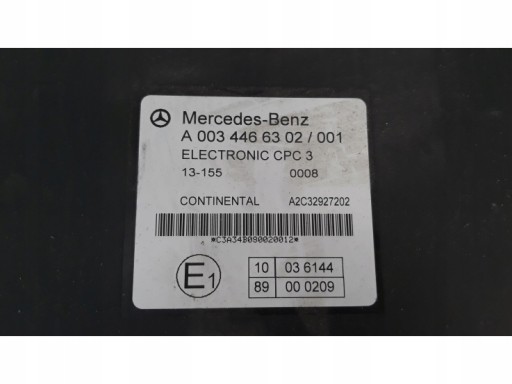 Mercedes-Benz
A 003 446 63 02 / 001
ELECTRONIC CPC 3
13-155 0008
CONTINENTAL A2C32927202
*C3A34B090020012*
E1
10 03 6144
89 00 0209